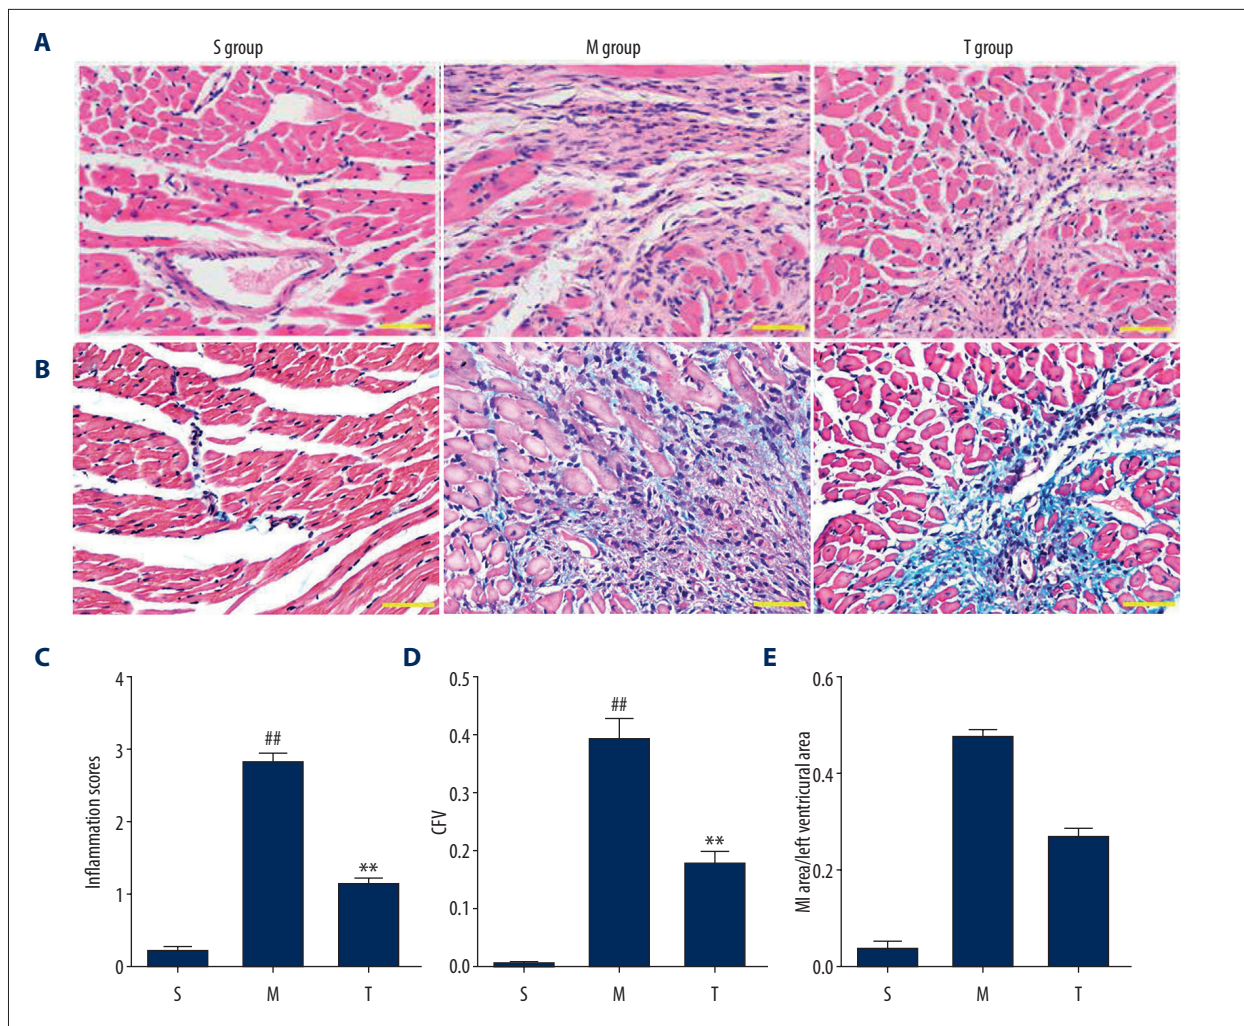 A
S group
M group
T group
B
C
Inflammation scores
4
3
2
1
0
##
**
S
M
T
D
CFV
0.5
0.4
0.3
0.2
0.1
0.0
##
**
S
M
T
E
MI area/left ventricural area
0.6
0.4
0.2
0.0
S
M
T